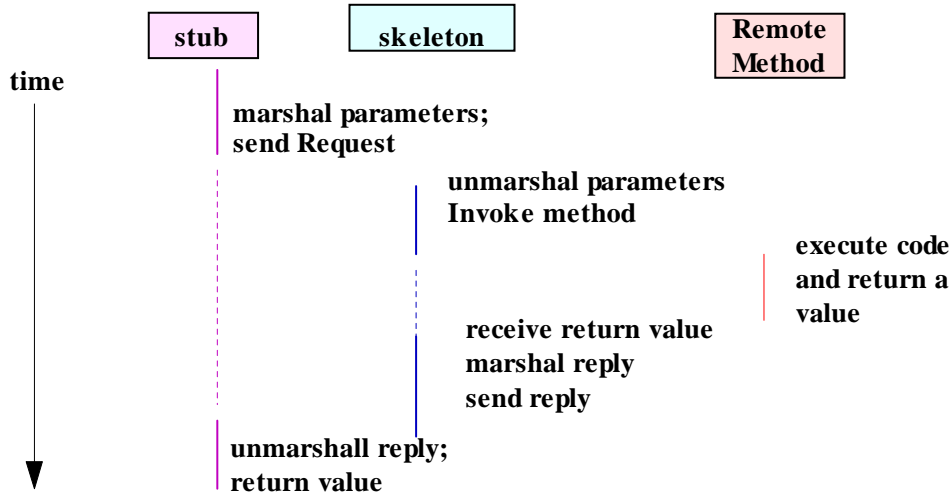 stub
skeleton
Remote
Method
time
marshal parameters;
send Request
unmarshal parameters
Invoke method
execute code
and return a
value
receive return value
marshal reply
send reply
unmarshall reply;
return value